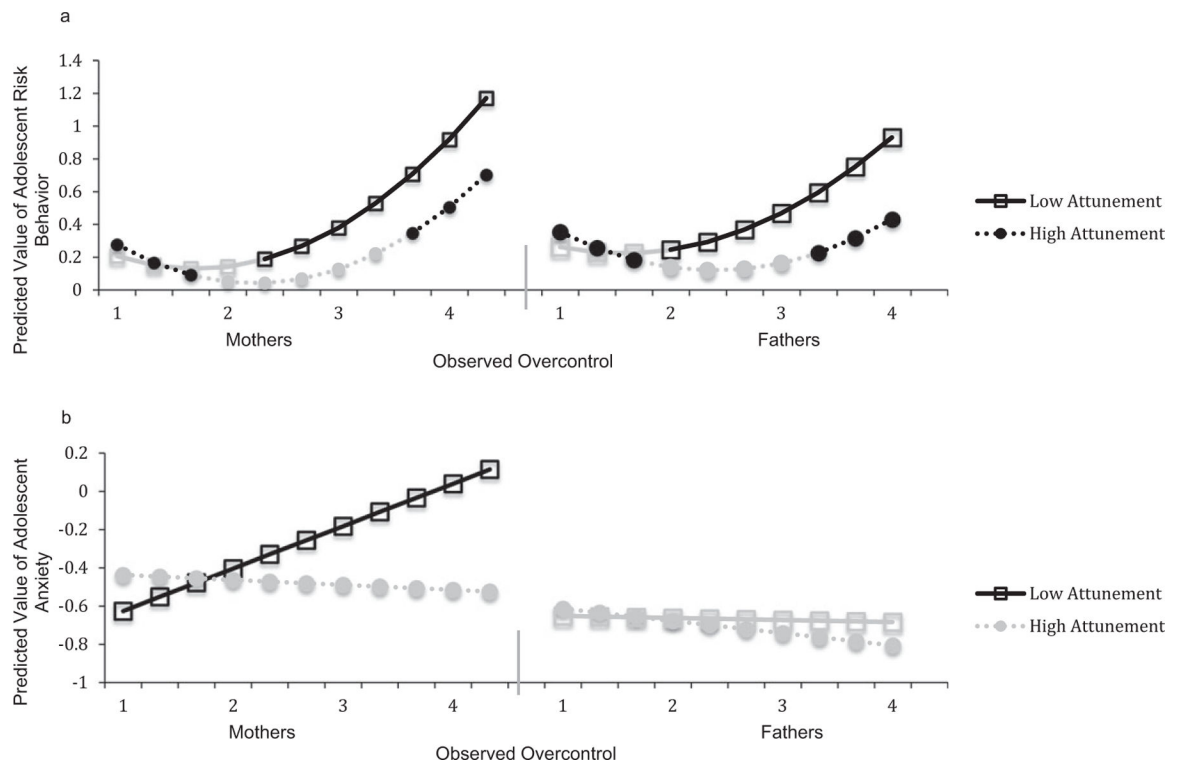 a
Predicted Value of Adolescent Risk
Behavior
1.4
1.2
1
0.8
0.6
0.4
0.2
0
1 2 3 4 1 2 3 4
Mothers Fathers
Observed Overcontrol
Low Attunement
High Attunement
b
Predicted Value of Adolescent
Anxiety
0.2
0
-0.2
-0.4
-0.6
-0.8
-1
1 2 3 4 1 2 3 4
Mothers Fathers
Observed Overcontrol
Low Attunement
High Attunement